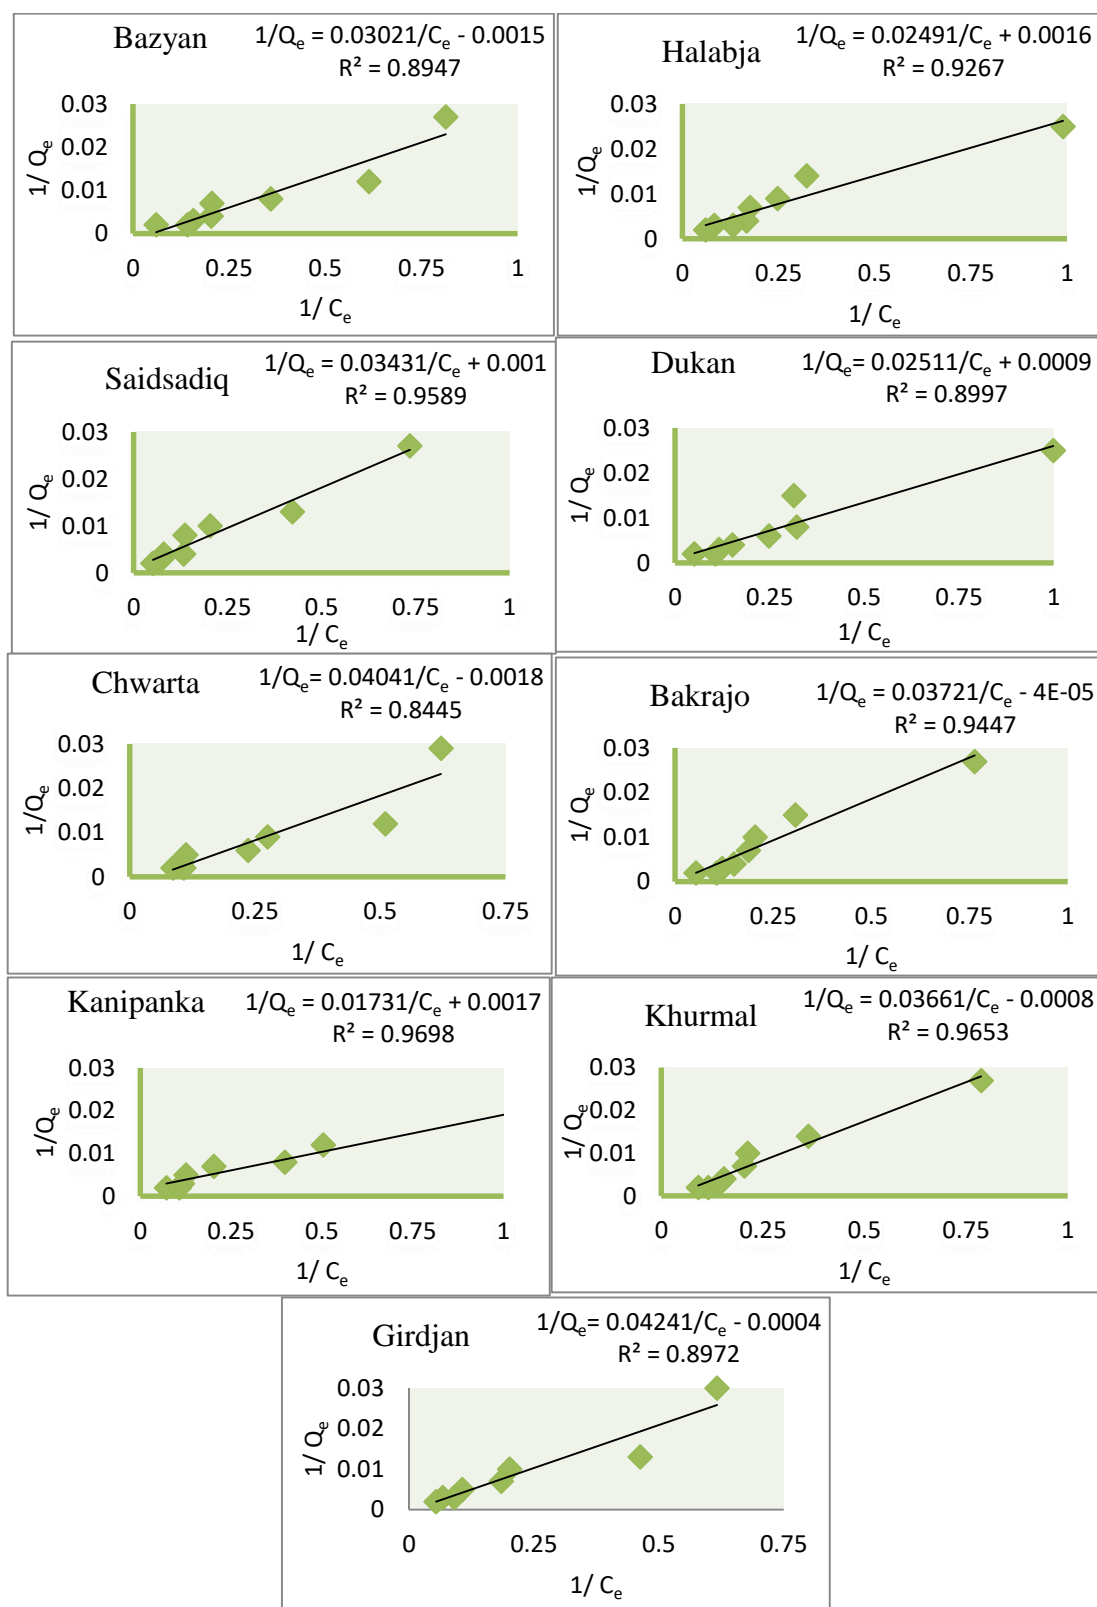 Bazyan
1/Qₑ = 0.03021/Cₑ - 0.0015
R² = 0.8947
0.03
0.02
0.01
0
1/ Qₑ
0 0.25 0.5 0.75 1
1/ Cₑ
Halabja
1/Qₑ = 0.02491/Cₑ + 0.0016
R² = 0.9267
0.03
0.02
0.01
0
1/Qₑ
0 0.25 0.5 0.75 1
1/ Cₑ
Saidsadiq
1/Qₑ = 0.03431/Cₑ + 0.001
R² = 0.9589
0.03
0.02
0.01
0
1/ Qₑ
0 0.25 0.5 0.75 1
1/ Cₑ
Dukan
1/Qₑ= 0.02511/Cₑ + 0.0009
R² = 0.8997
0.03
0.02
0.01
0
1/ Qₑ
0 0.25 0.5 0.75 1
1/ Cₑ
Chwarta
1/Qₑ= 0.04041/Cₑ - 0.0018
R² = 0.8445
0.03
0.02
0.01
0
1/Qₑ
0 0.25 0.5 0.75
1/ Cₑ
Bakrajo
1/Qₑ = 0.03721/Cₑ - 4E-05
R² = 0.9447
0.03
0.02
0.01
0
1/ Qₑ
0 0.25 0.5 0.75 1
1/ Cₑ
Kanipanka
1/Qₑ = 0.01731/Cₑ + 0.0017
R² = 0.9698
0.03
0.02
0.01
0
1/Qₑ
0 0.25 0.5 0.75 1
1/ Cₑ
Khurmal
1/Qₑ = 0.03661/Cₑ - 0.0008
R² = 0.9653
0.03
0.02
0.01
0
1/ Qₑ
0 0.25 0.5 0.75 1
1/ Cₑ
Girdjan
1/Qₑ= 0.04241/Cₑ - 0.0004
R² = 0.8972
0.03
0.02
0.01
0
1/ Qₑ
0 0.25 0.5 0.75
1/ Cₑ